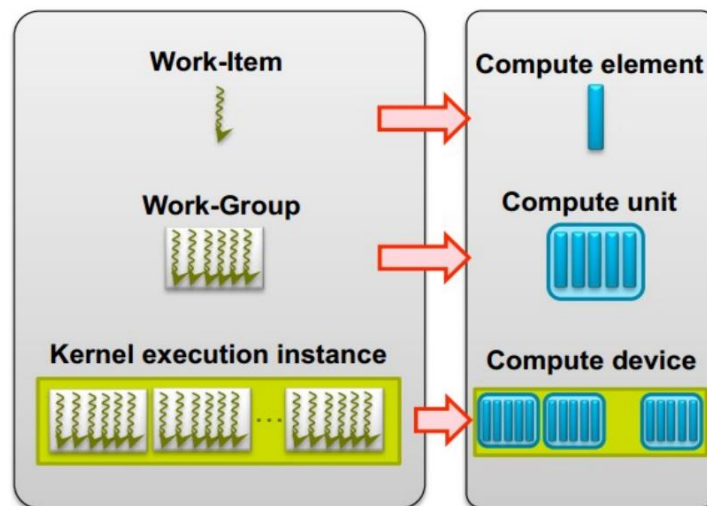 Work-Item
Compute element
Work-Group
Compute unit
Kernel execution instance
Compute device
...